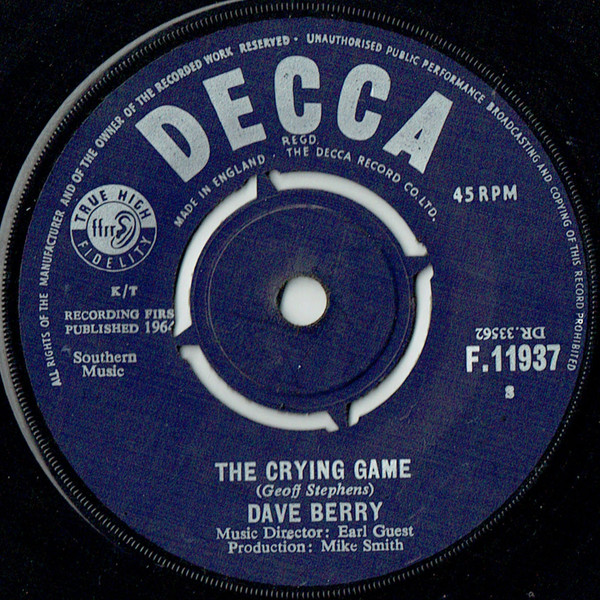 ALL RIGHTS OF THE MANUFACTURER AND OF THE OWNER OF THE RECORDED WORK RESERVED · UNAUTHORISED PUBLIC PERFORMANCE BROADCASTING AND COPYING OF THIS RECORD PROHIBITED
DECCA
REGD.
MADE IN ENGLAND · THE DECCA RECORD CO. LTD.
TRUE HIGH
ffrr
FIDELITY
45 RPM
K/T
RECORDING FIRS
PUBLISHED 1964
Southern
Music
DR.33562
F.11937
S
THE CRYING GAME
(Geoff Stephens)
DAVE BERRY
Music Director: Earl Guest
Production: Mike Smith